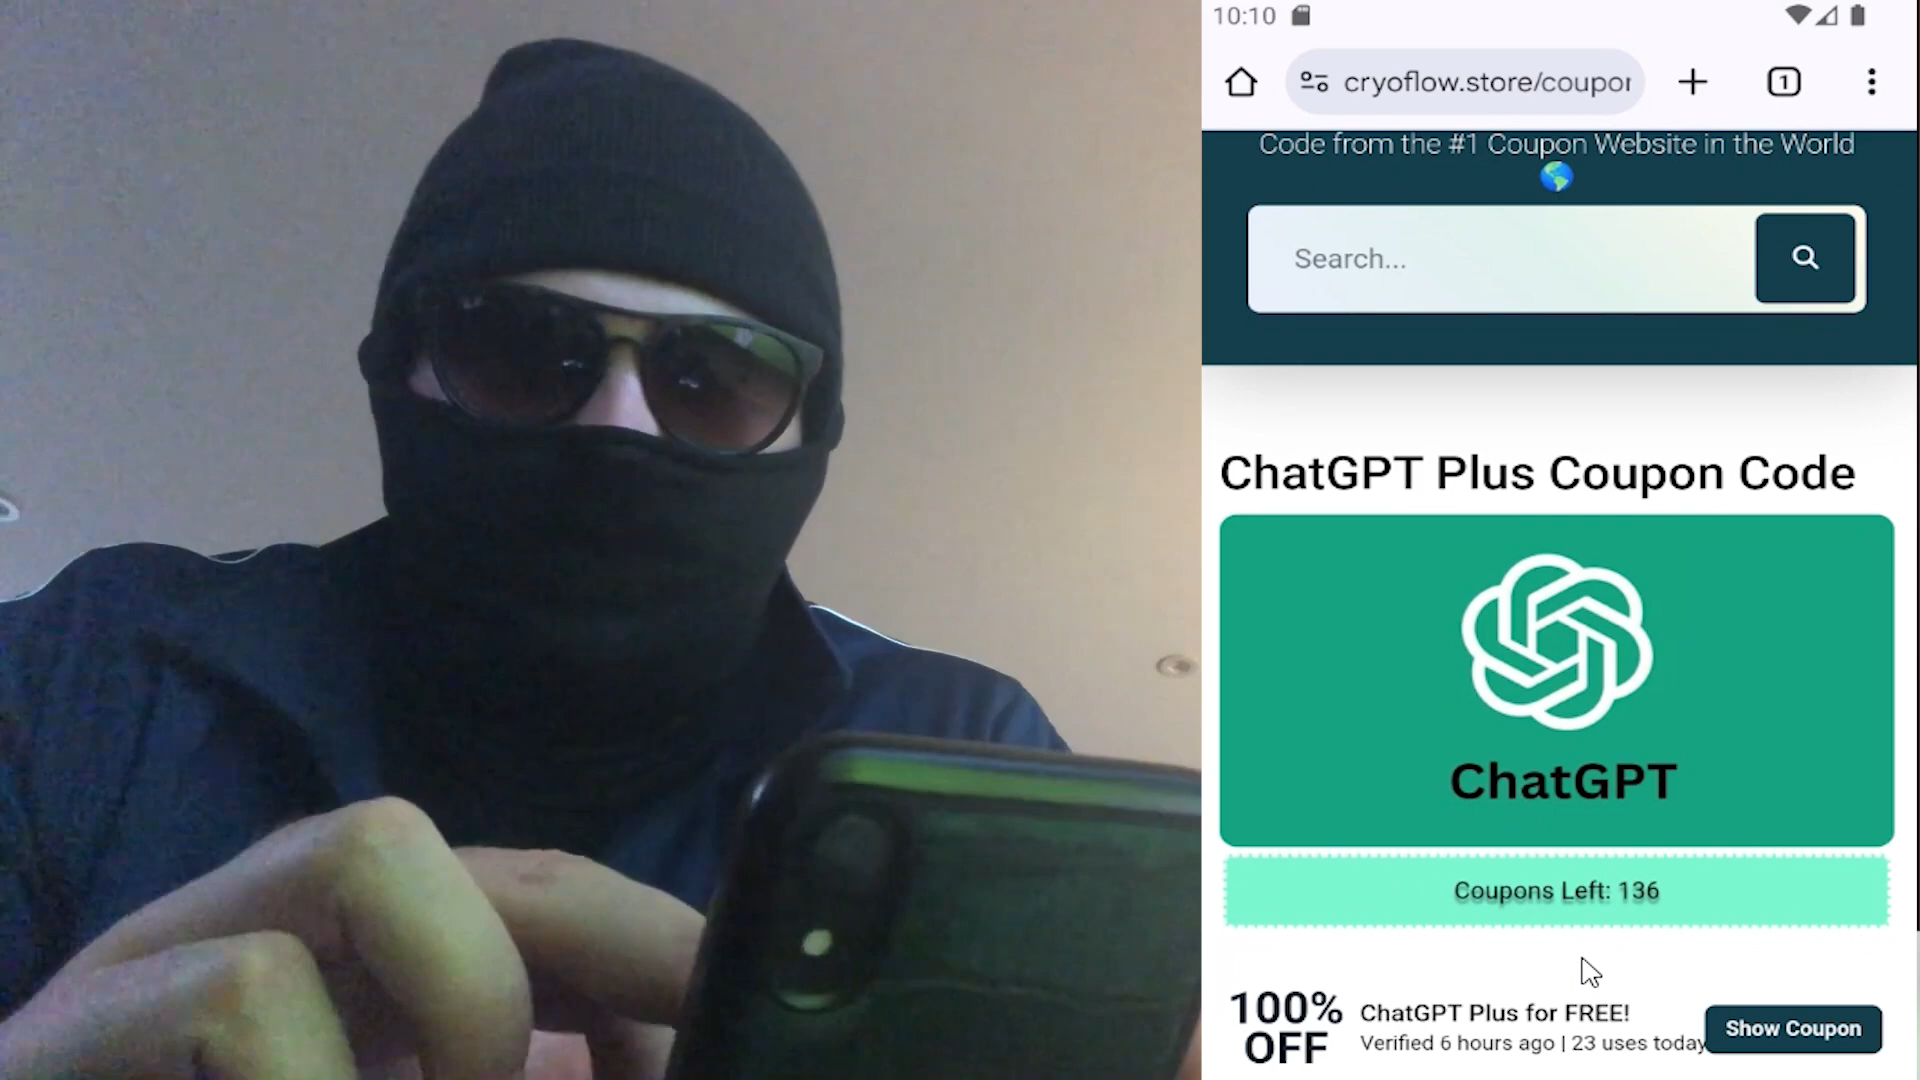 10:10
cryoflow.store/coupor
1
Code from the #1 Coupon Website in the World
Search...
ChatGPT Plus Coupon Code
ChatGPT
Coupons Left: 136
100%
OFF
ChatGPT Plus for FREE!
Verified 6 hours ago | 23 uses today
Show Coupon